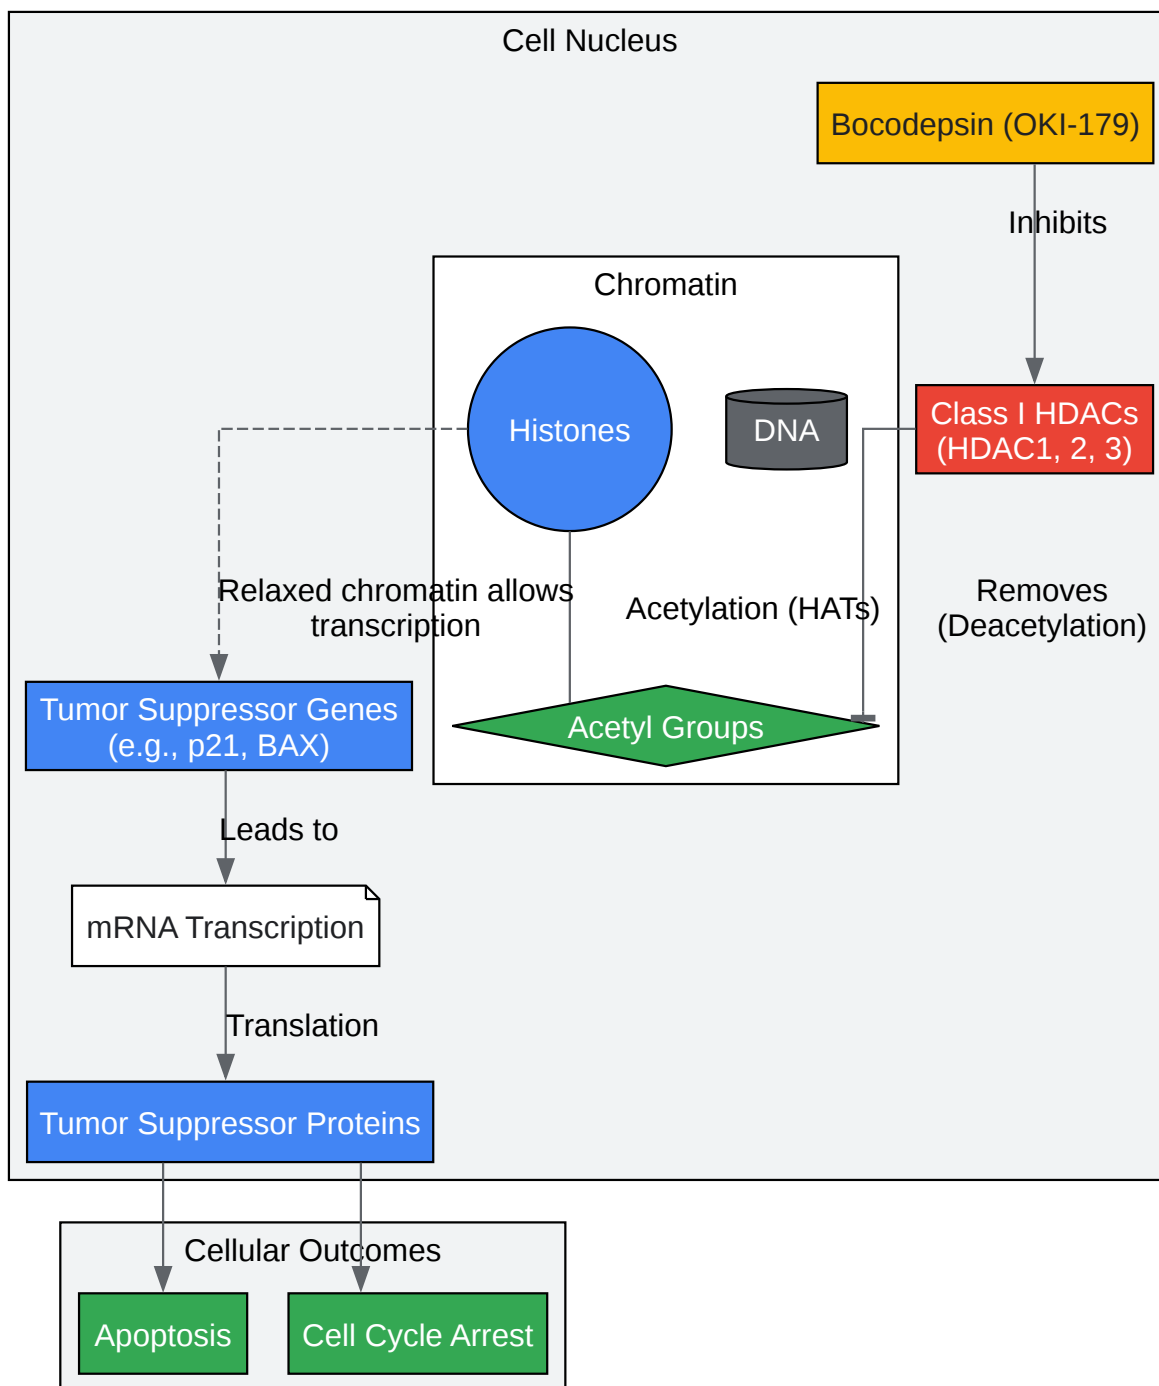 Cell Nucleus
Bocodepsin (OKI-179)
Inhibits
Chromatin
Histones
DNA
Class I HDACs
(HDAC1, 2, 3)
Relaxed chromatin allows
transcription
Acetylation (HATs)
Removes
(Deacetylation)
Tumor Suppressor Genes
(e.g., p21, BAX)
Acetyl Groups
Leads to
mRNA Transcription
Translation
Tumor Suppressor Proteins
Cellular Outcomes
Apoptosis
Cell Cycle Arrest